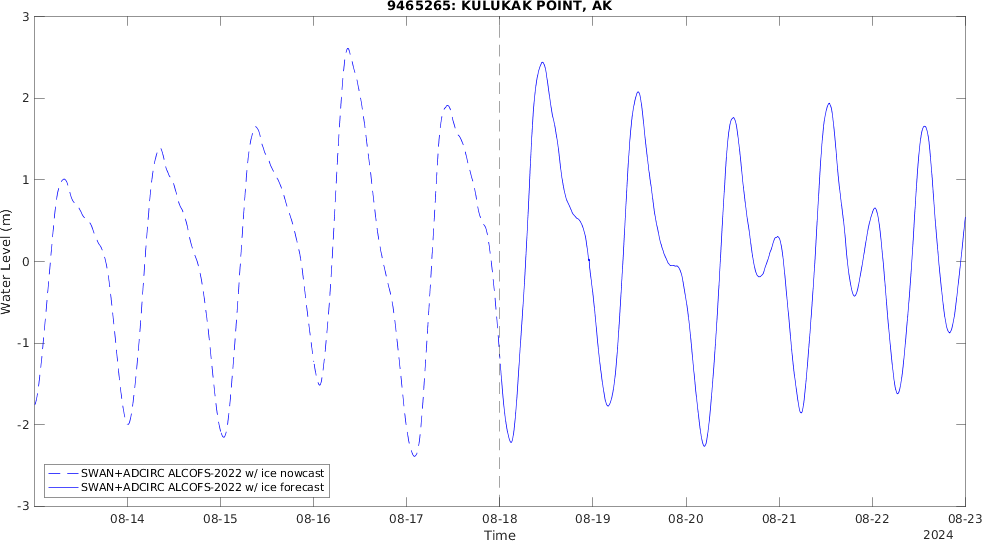 9465265: KULUKAK POINT, AK
3
2
1
0
-1
-2
-3
Water Level (m)
SWAN+ADCIRC ALCOFS-2022 w/ ice nowcast
SWAN+ADCIRC ALCOFS-2022 w/ ice forecast
08-14 08-15 08-16 08-17 08-18 08-19 08-20 08-21 08-22 08-23
Time
2024